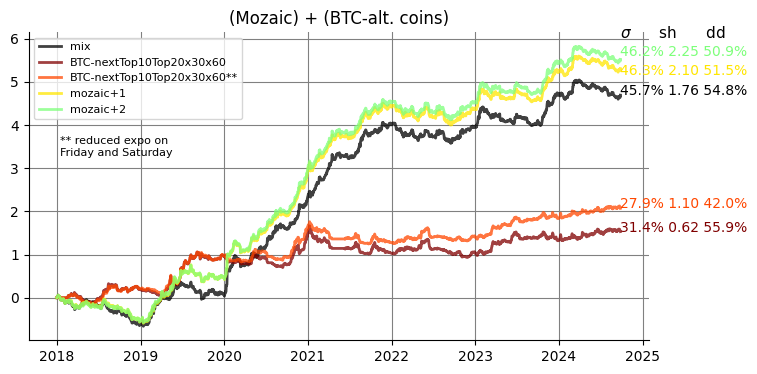 (Mozaic) + (BTC-alt. coins)
σ sh dd
mix
BTC-nextTop10Top20x30x60
BTC-nextTop10Top20x30x60**
mozaic+1
mozaic+2
** reduced expo on
Friday and Saturday
46.2% 2.25 50.9%
46.3% 2.10 51.5%
45.7% 1.76 54.8%
27.9% 1.10 42.0%
31.4% 0.62 55.9%
6
5
4
3
2
1
0
2018 2019 2020 2021 2022 2023 2024 2025